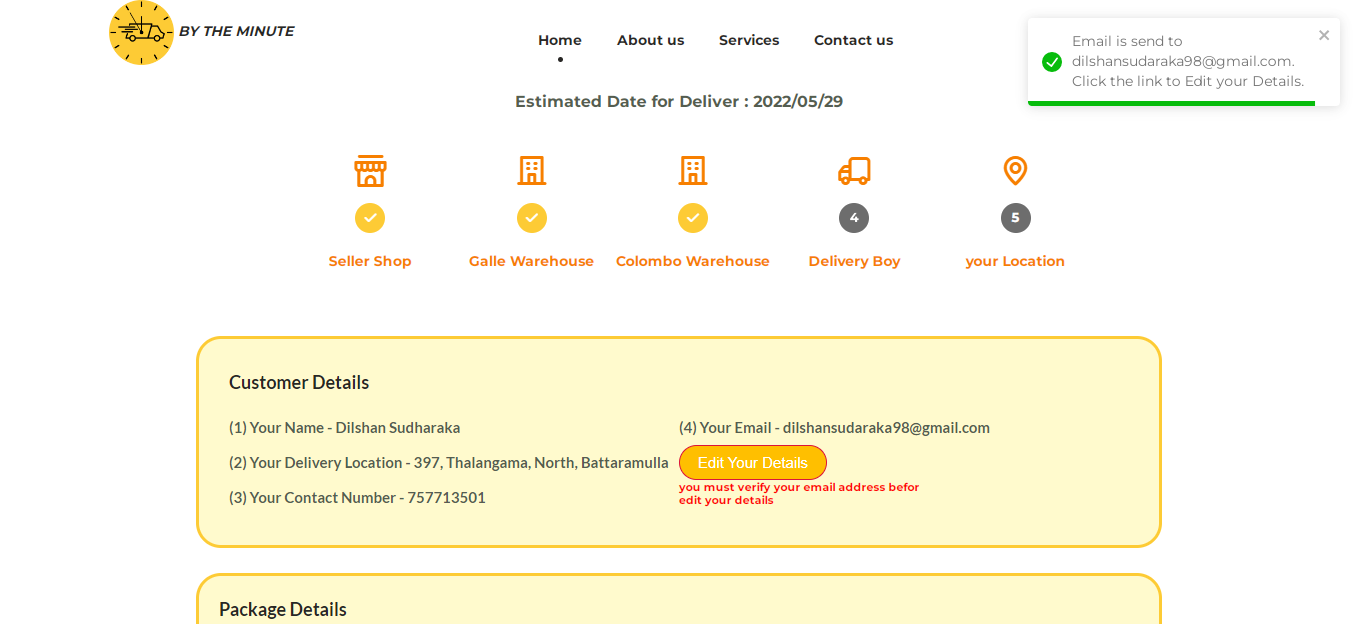 BY THE MINUTE
Home About us Services Contact us
Email is send to
dilshansudaraka98@gmail.com.
Click the link to Edit your Details.
Estimated Date for Deliver : 2022/05/29
4 5
Seller Shop Galle Warehouse Colombo Warehouse Delivery Boy your Location
Customer Details
(1) Your Name - Dilshan Sudharaka
(2) Your Delivery Location - 397, Thalangama, North, Battaramulla
(3) Your Contact Number - 757713501
(4) Your Email - dilshansudaraka98@gmail.com
Edit Your Details
you must verify your email address befor
edit your details
Package Details